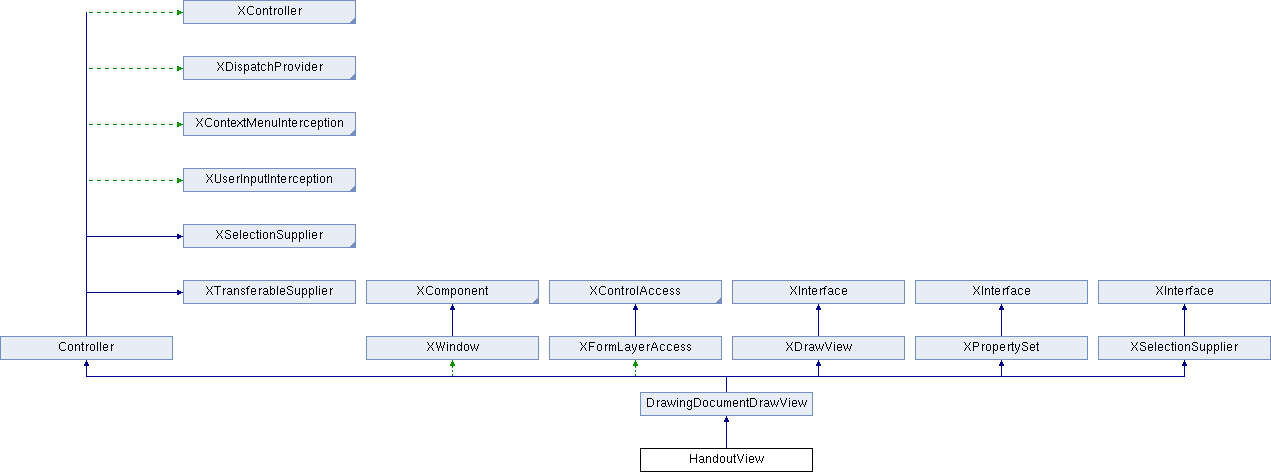 XController
XDispatchProvider
XContextMenuInterception
XUserInputInterception
XSelectionSupplier
XTransferableSupplier XComponent XControlAccess XInterface XInterface XInterface
Controller XWindow XFormLayerAccess XDrawView XPropertySet XSelectionSupplier
DrawingDocumentDrawView
HandoutView